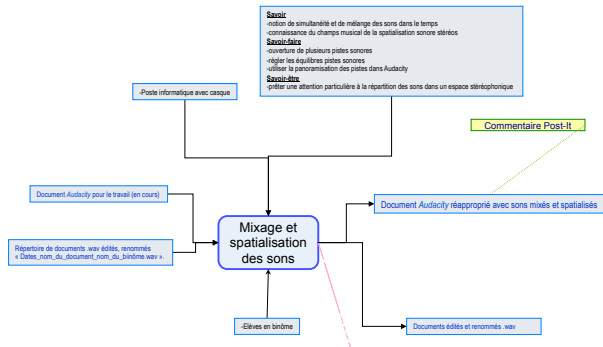 Savoir
-notion de simultanéité et de mélange des sons dans le temps
-connaissance du champs musical de la spatialisation sonore stéréos
Savoir-faire
-ouverture de plusieurs pistes sonores
-régler les équilibres pistes sonores
-utiliser la panoramisation des pistes dans Audacity
Savoir-être
-prêter une attention particulière à la répartition des sons dans un espace stéréophonique
-Poste informatique avec casque
Commentaire Post-It
Document Audacity pour le travail (en cours)
Document Audacity réapproprié avec sons mixés et spatialisés
Mixage et
spatialisation
des sons
Répertoire de documents .wav édités, renommés
« Dates_nom_du_document_nom_du_binôme.wav ».
-Elèves en binôme
Documents édités et renommés .wav